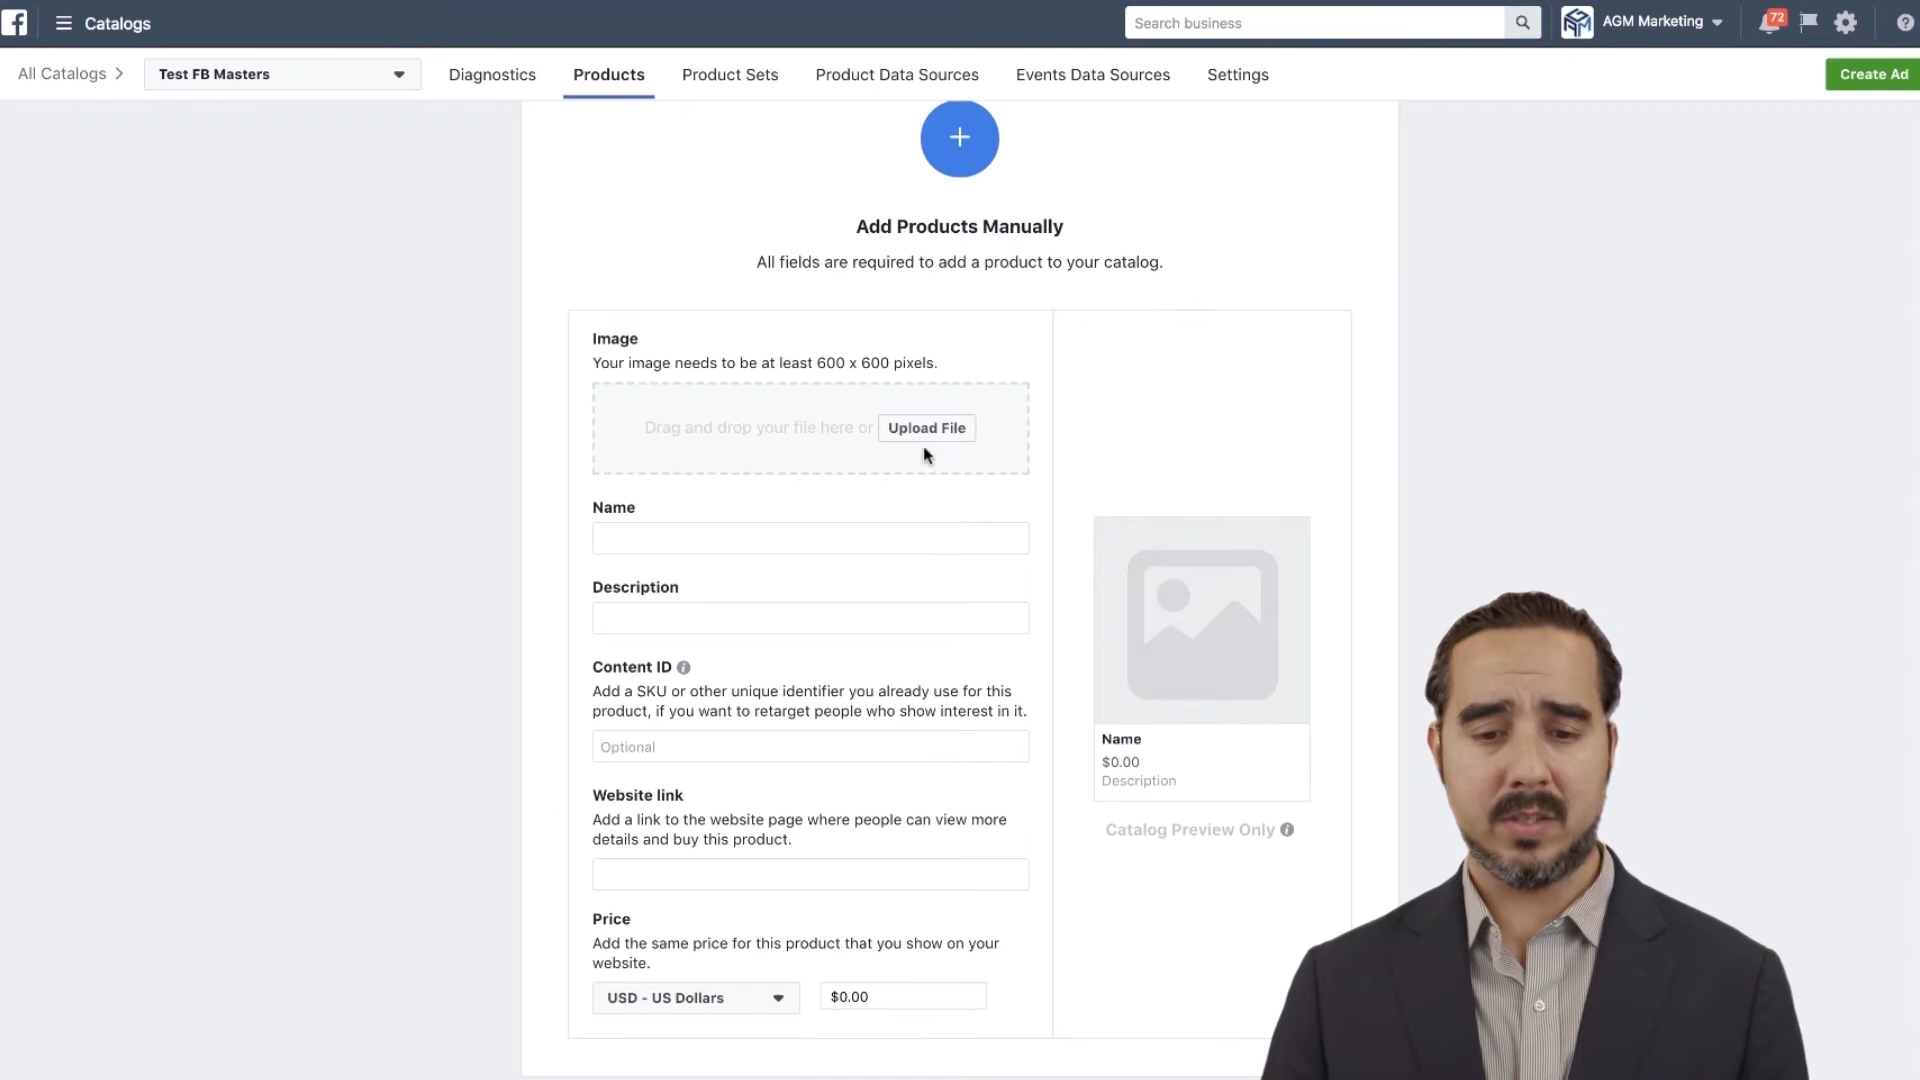 Catalogs
Search business
AGM Marketing
72
All Catalogs
Test FB Masters
Diagnostics
Products
Product Sets
Product Data Sources
Events Data Sources
Settings
Create Ad
Add Products Manually
All fields are required to add a product to your catalog.
Image
Your image needs to be at least 600 x 600 pixels.
Drag and drop your file here or Upload File
Name
Description
Content ID
Add a SKU or other unique identifier you already use for this
product, if you want to retarget people who show interest in it.
Optional
Website link
Add a link to the website page where people can view more
details and buy this product.
Price
Add the same price for this product that you show on your
website.
USD - US Dollars
$0.00
Name
$0.00
Description
Catalog Preview Only